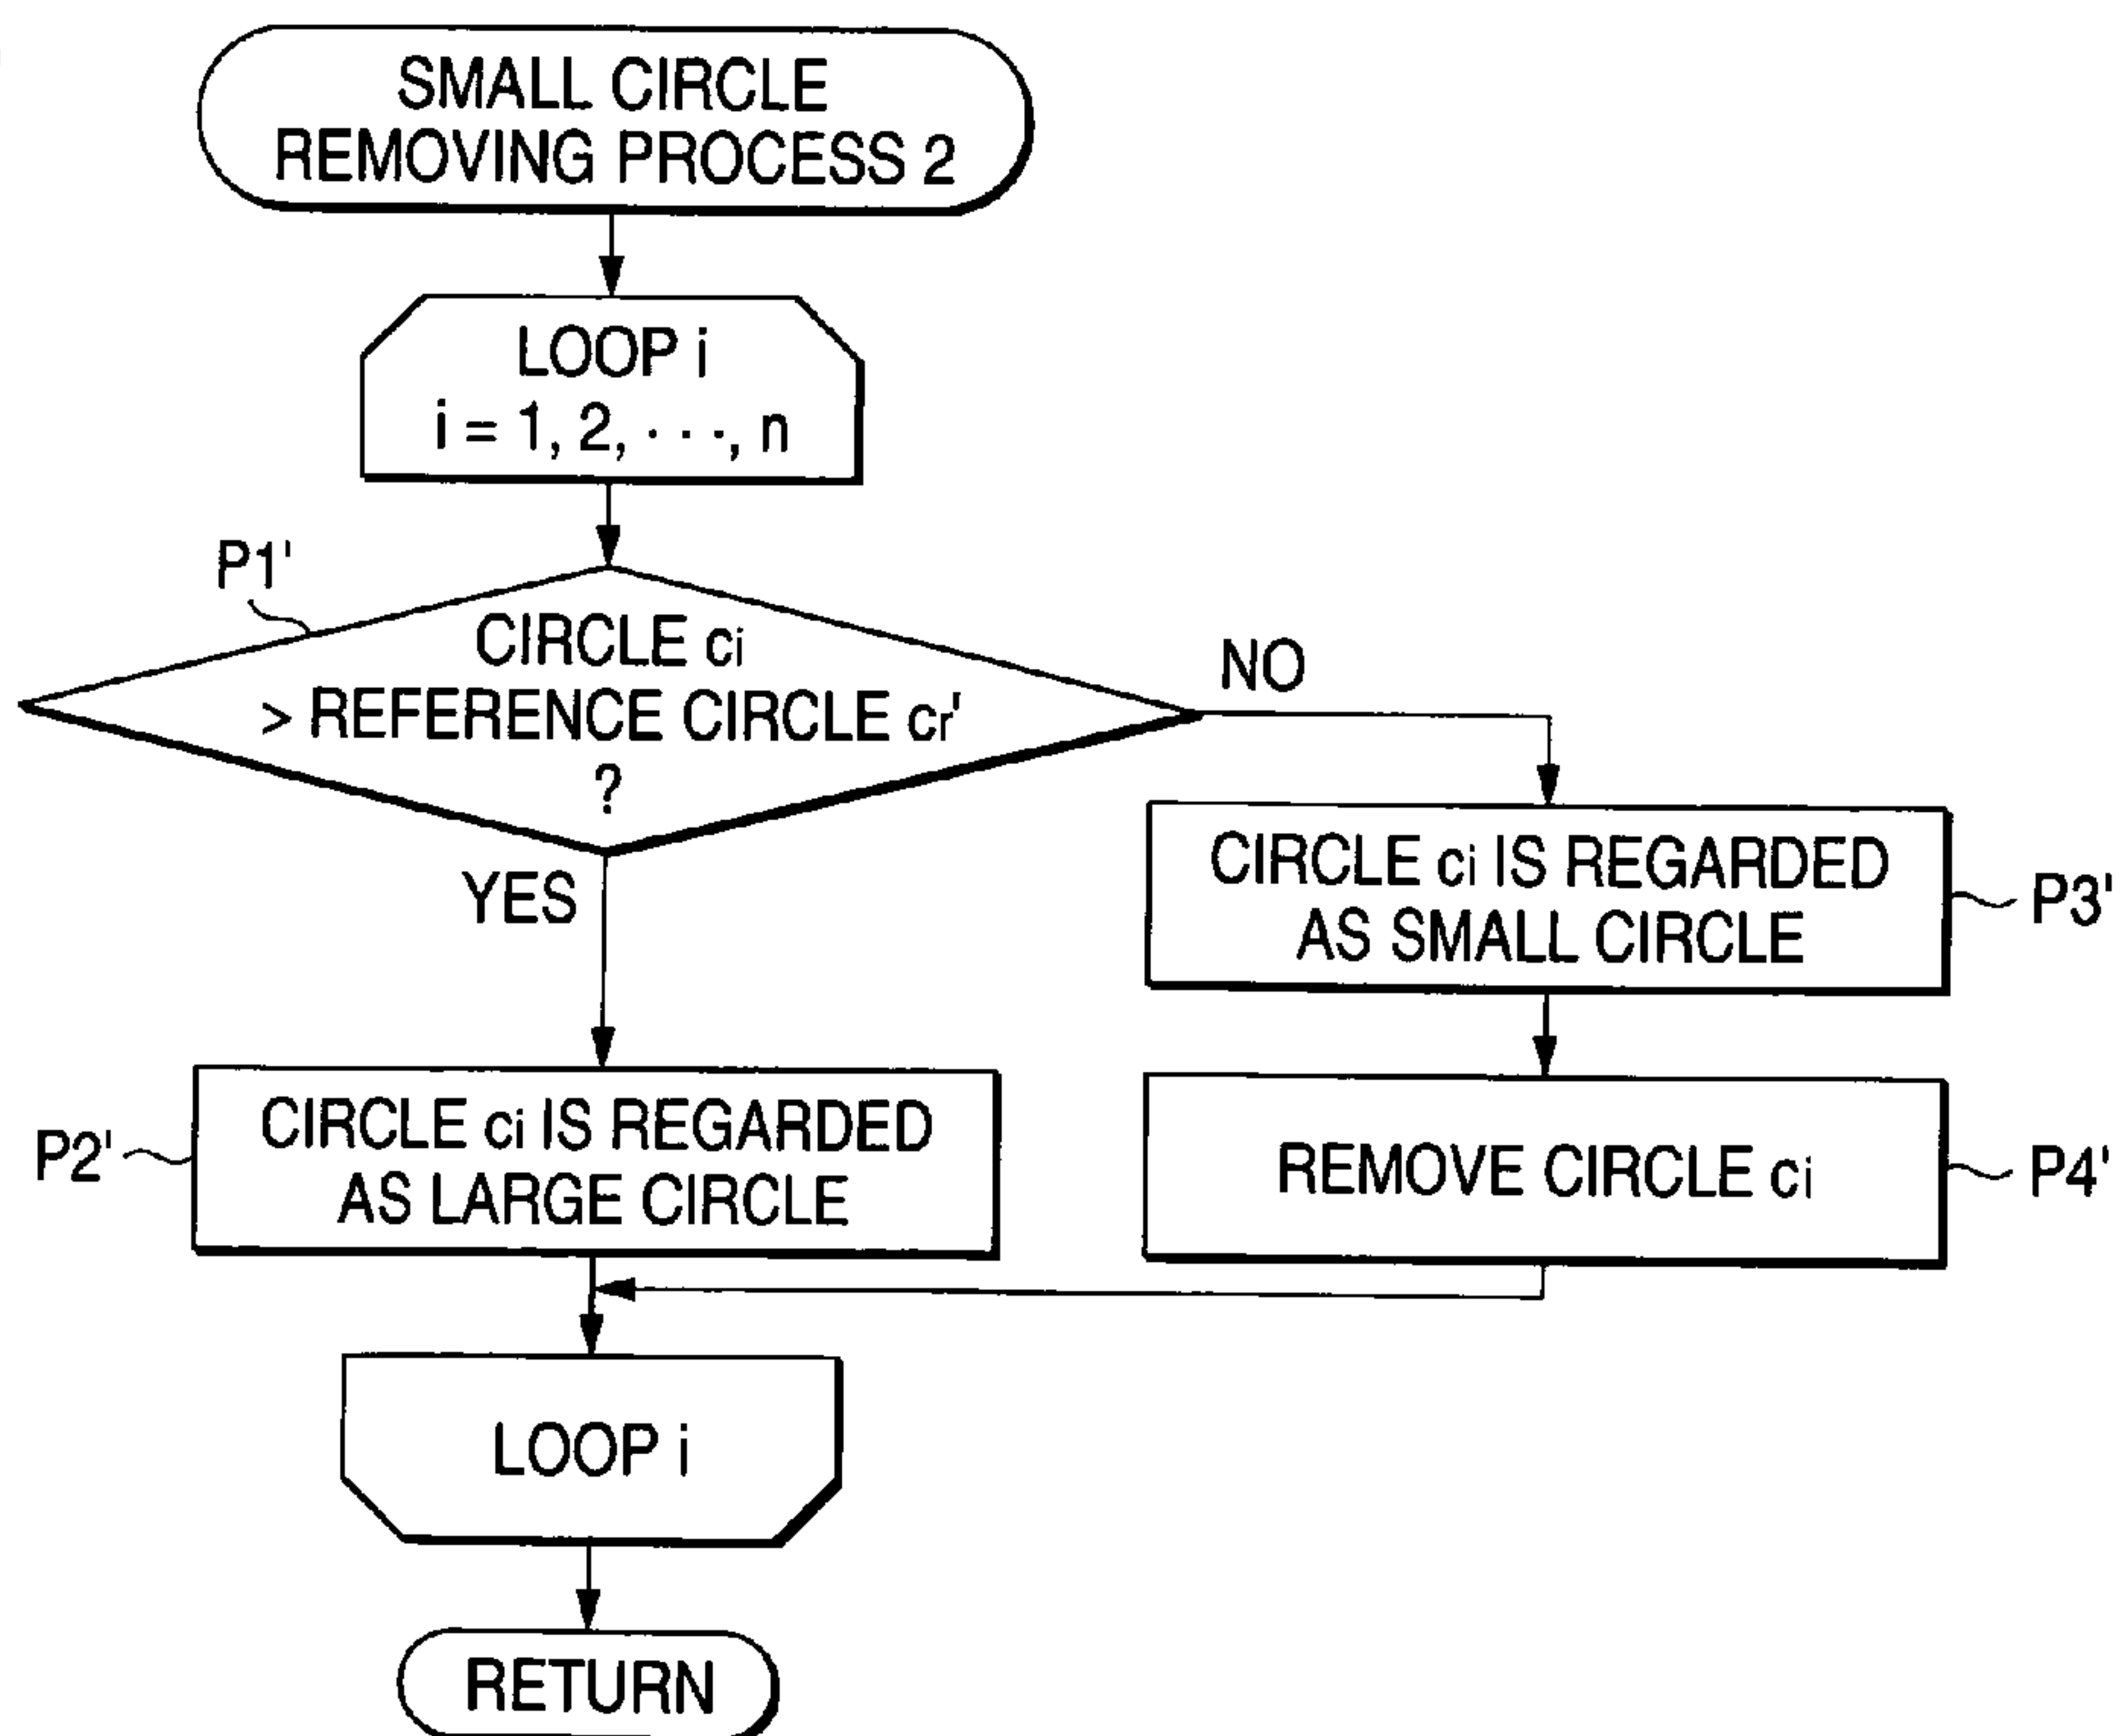 SMALL CIRCLE
REMOVING PROCESS 2
LOOP i
i = 1, 2, · · ·, n
P1'
CIRCLE ci
> REFERENCE CIRCLE cr'
?
NO
YES
CIRCLE ci IS REGARDED
AS SMALL CIRCLE
P3'
P2'
CIRCLE ci IS REGARDED
AS LARGE CIRCLE
REMOVE CIRCLE ci
P4'
LOOP i
RETURN